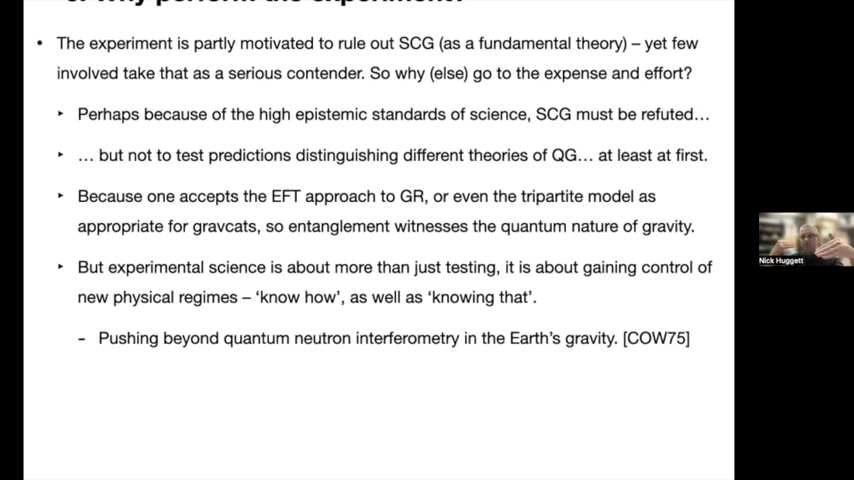 Why perform the experiment?
• The experiment is partly motivated to rule out SCG (as a fundamental theory) – yet few
involved take that as a serious contender. So why (else) go to the expense and effort?
‣ Perhaps because of the high epistemic standards of science, SCG must be refuted…
‣ … but not to test predictions distinguishing different theories of QG… at least at first.
‣ Because one accepts the EFT approach to GR, or even the tripartite model as
appropriate for gravcats, so entanglement witnesses the quantum nature of gravity.
‣ But experimental science is about more than just testing, it is about gaining control of
new physical regimes – ‘know how’, as well as ‘knowing that’.
– Pushing beyond quantum neutron interferometry in the Earth’s gravity. [COW75]
Nick Huggett